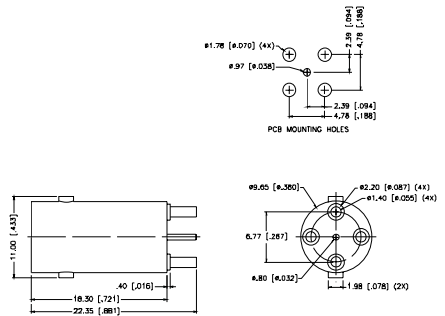 ø1.78 [ø.070] (4X)
ø.97 [ø.038]
2.39 [.094]
4.78 [.188]
2.39 [.094]
4.78 [.188]
PCB MOUNTING HOLES
11.00 [.433]
.40 [.016]
18.30 [.721]
22.35 [.881]
ø9.65 [ø.380]
ø2.20 [ø.087] (4X)
ø1.40 [ø.055] (4X)
6.77 [.267]
ø.80 [ø.032]
1.98 [.078] (2X)